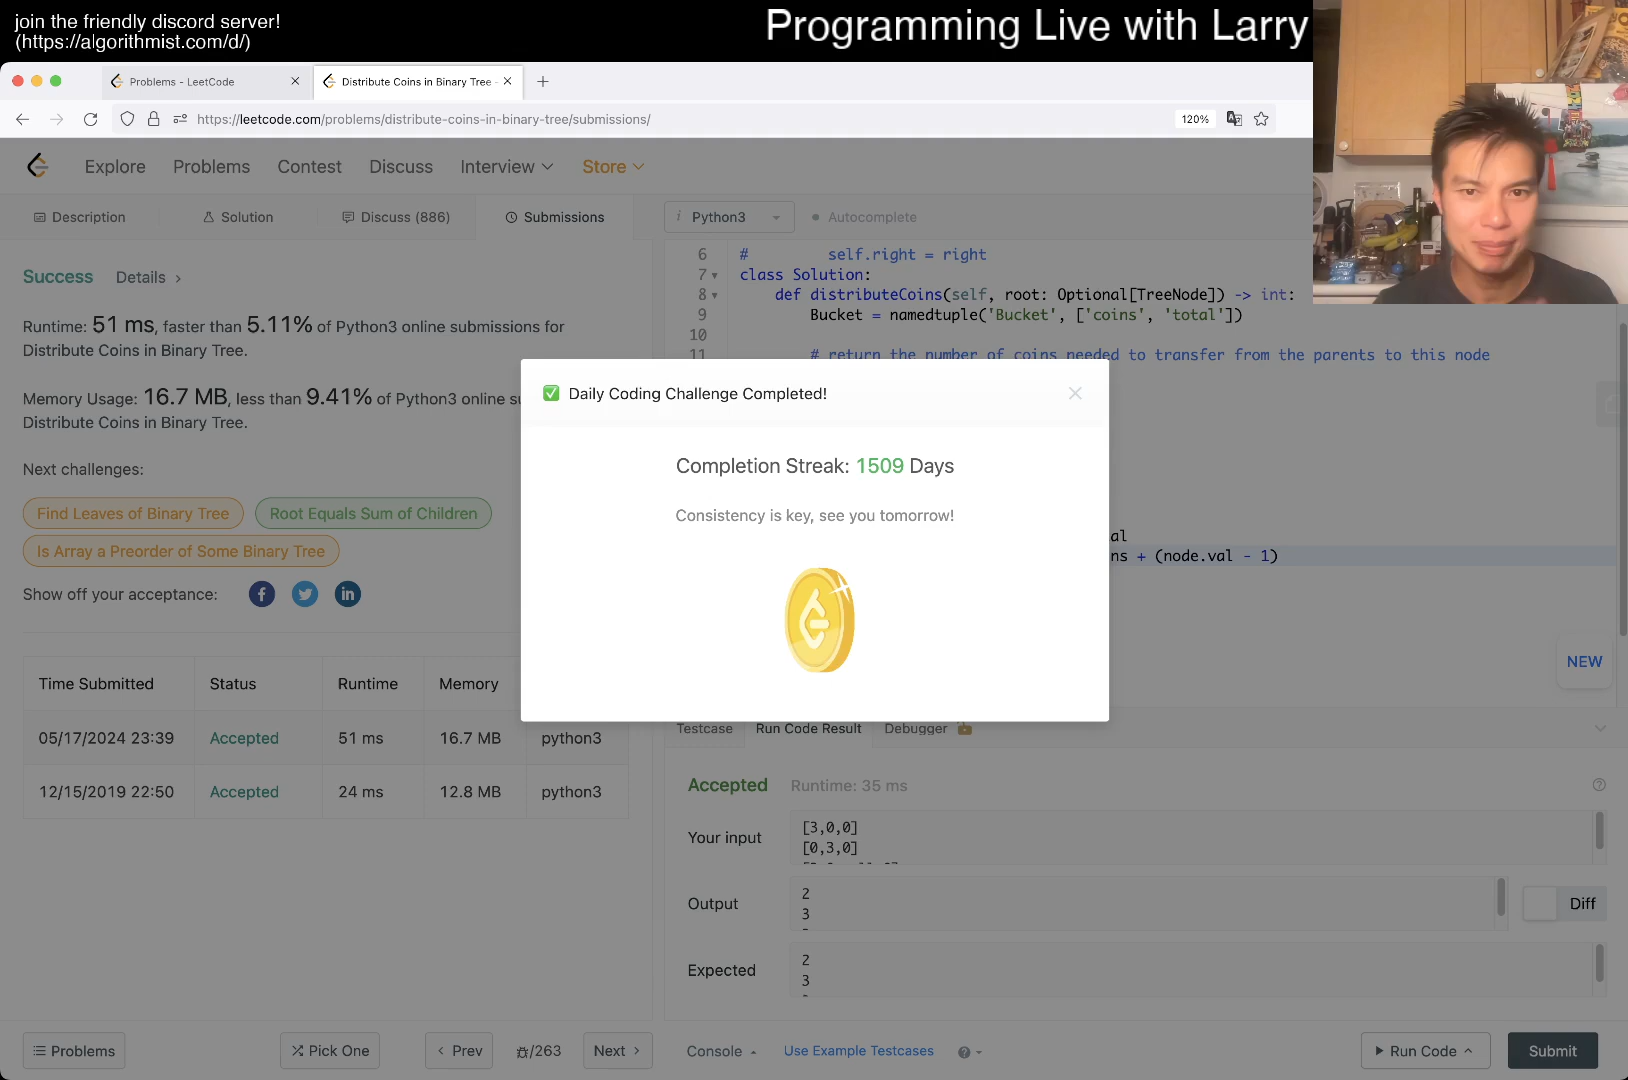 join the friendly discord server!
(https://algorithmist.com/d/)
Programming Live with Larry
Problems - LeetCode
Distribute Coins in Binary Tree -
https://leetcode.com/problems/distribute-coins-in-binary-tree/submissions/
120%
Explore
Problems
Contest
Discuss
Interview
Store
Description
Solution
Discuss (886)
Submissions
i Python3
Autocomplete
Success
Details
Runtime: 51 ms, faster than 5.11% of Python3 online submissions for
Distribute Coins in Binary Tree.
Memory Usage: 16.7 MB, less than 9.41% of Python3 online
Distribute Coins in Binary Tree.
Next challenges:
Find Leaves of Binary Tree
Root Equals Sum of Children
Is Array a Preorder of Some Binary Tree
Show off your acceptance:
Time Submitted Status Runtime Memory
05/17/2024 23:39 Accepted 51 ms 16.7 MB python3
12/15/2019 22:50 Accepted 24 ms 12.8 MB python3
6 # self.right = right
7 class Solution:
8 def distributeCoins(self, root: Optional[TreeNode]) -> int:
9 Bucket = namedtuple('Bucket', ['coins', 'total'])
10
11 # return the number of coins needed to transfer from the parents to this node
al
ns + (node.val - 1)
Daily Coding Challenge Completed!
Completion Streak: 1509 Days
Consistency is key, see you tomorrow!
NEW
Testcase
Run Code Result
Debugger
Accepted
Runtime: 35 ms
Your input
[3,0,0]
[0,3,0]
Output
2
3
Diff
Expected
2
3
Problems
Pick One
Prev
/263
Next
Console
Use Example Testcases
Run Code
Submit